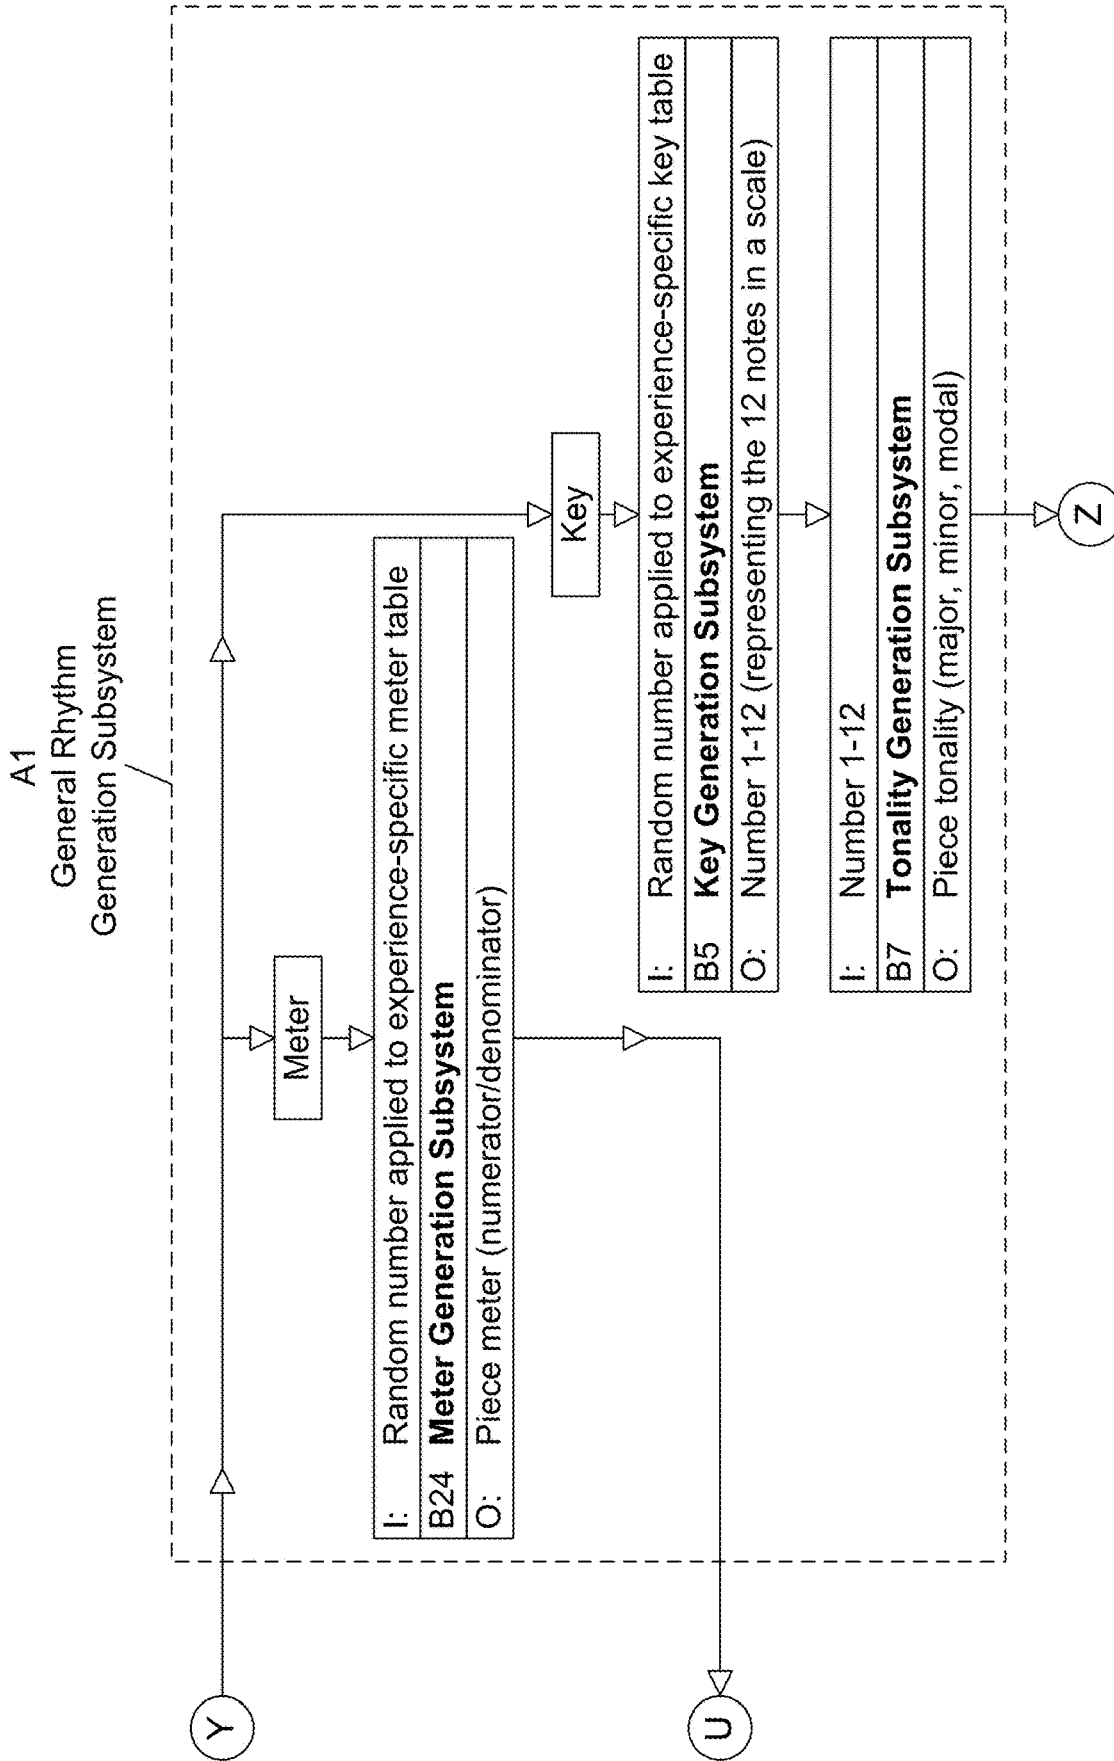 A1
General Rhythm
Generation Subsystem
Y
Meter
I: Random number applied to experience-specific meter table
B24 Meter Generation Subsystem
O: Piece meter (numerator/denominator)
Key
I: Random number applied to experience-specific key table
B5 Key Generation Subsystem
O: Number 1-12 (representing the 12 notes in a scale)
U
I: Number 1-12
B7 Tonality Generation Subsystem
O: Piece tonality (major, minor, modal)
Z